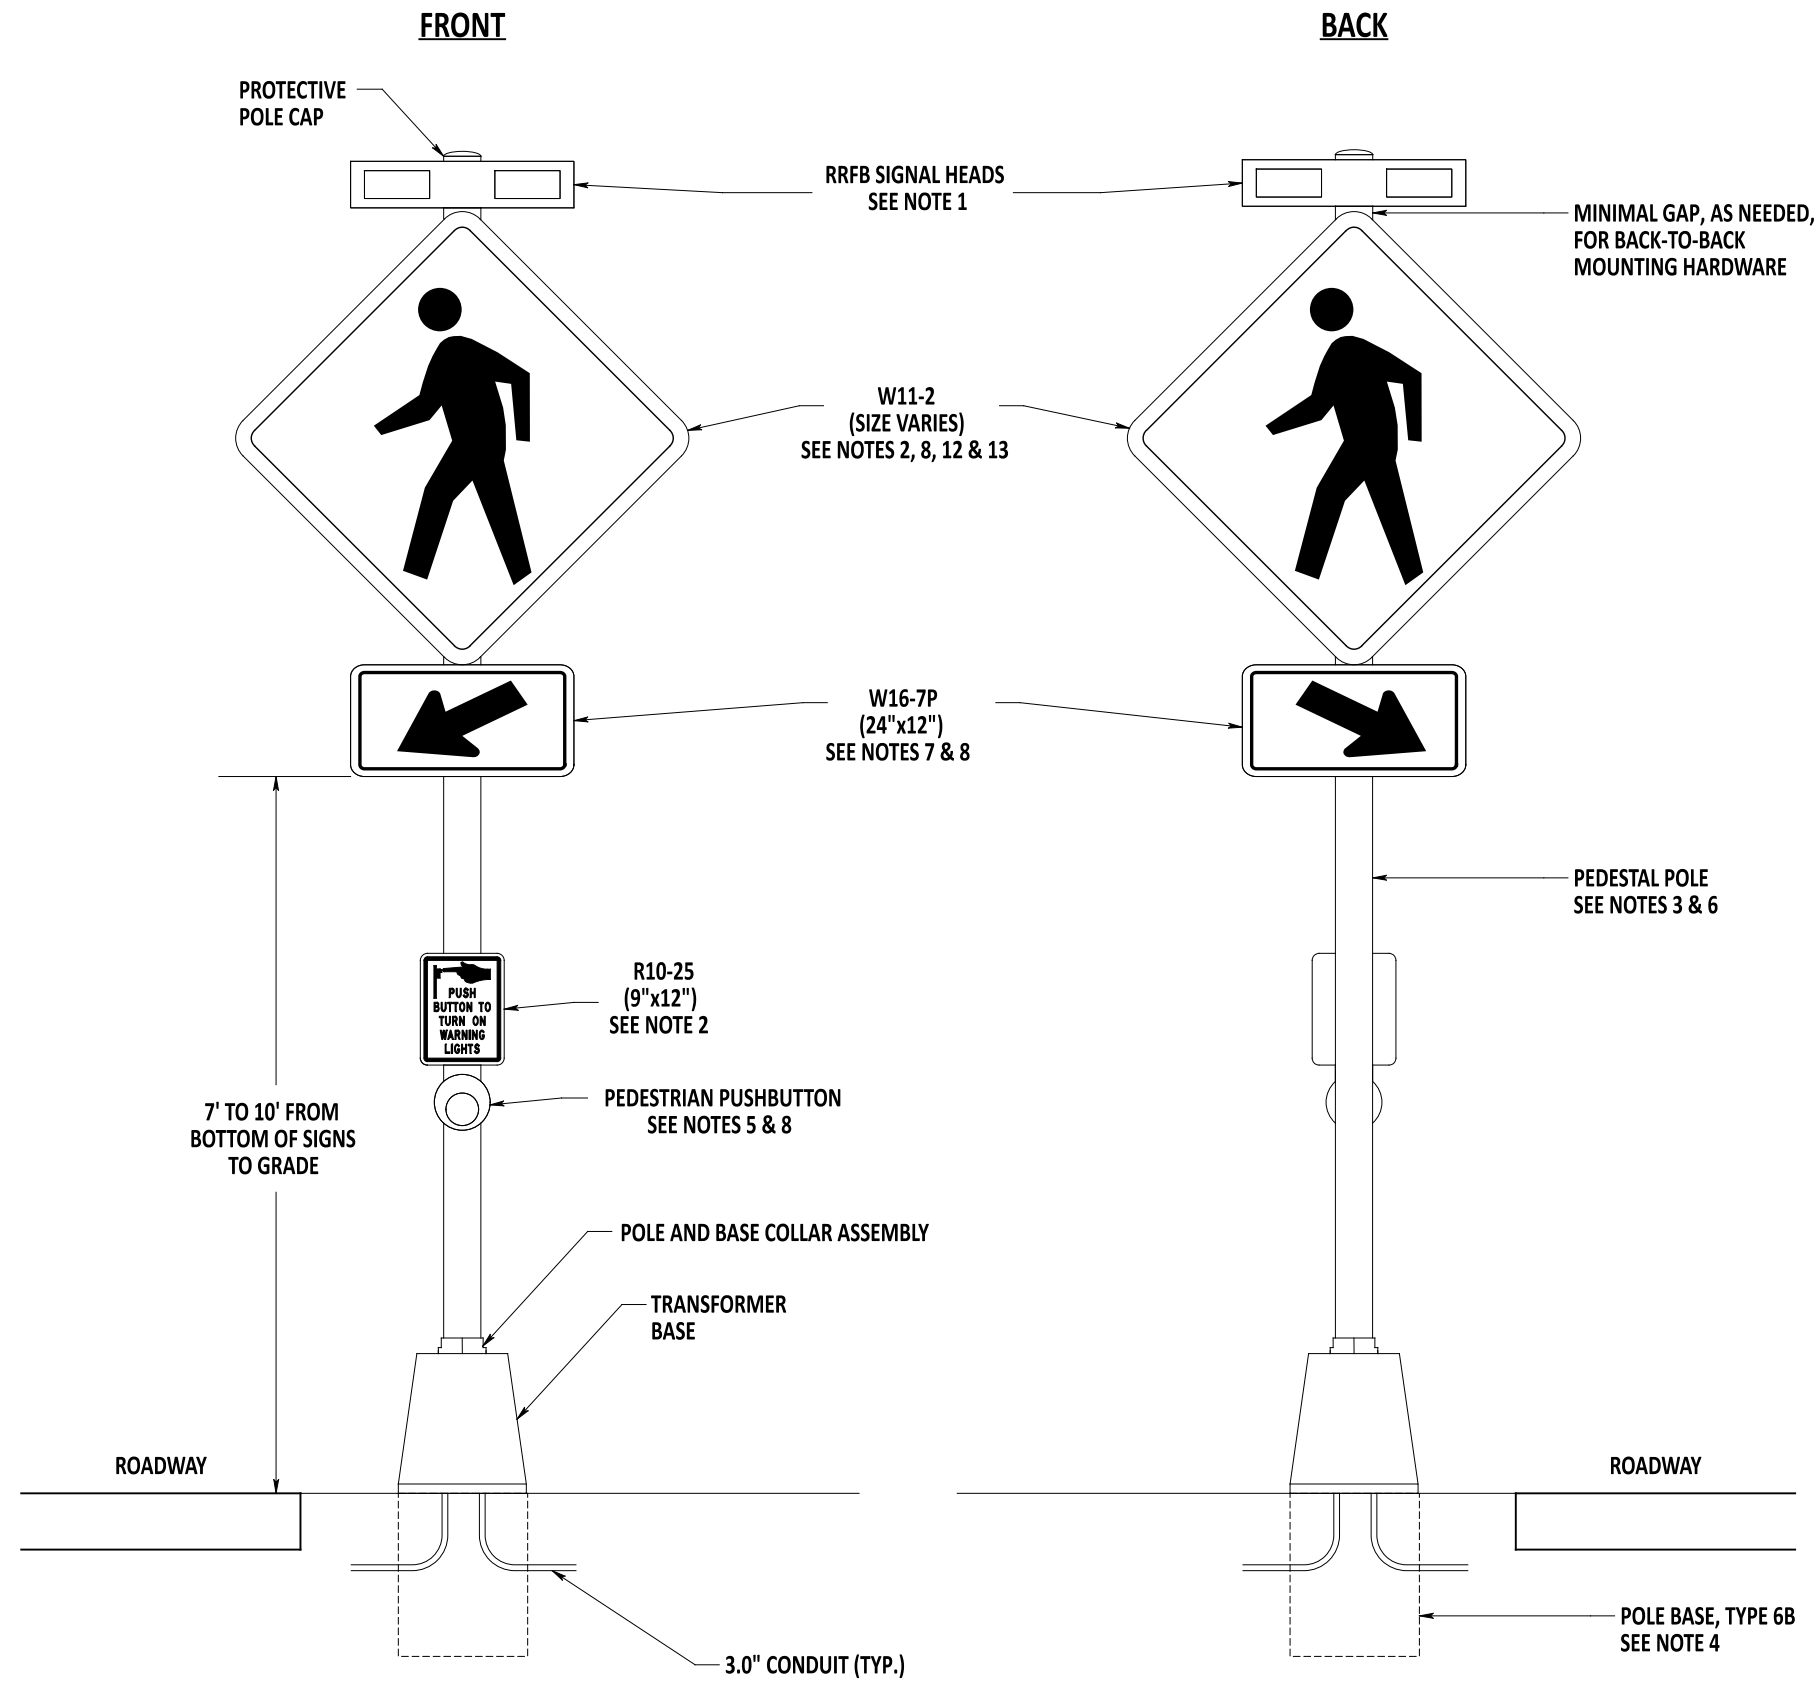 FRONT
BACK
PROTECTIVE
POLE CAP
RRFB SIGNAL HEADS
SEE NOTE 1
MINIMAL GAP, AS NEEDED,
FOR BACK-TO-BACK
MOUNTING HARDWARE
W11-2
(SIZE VARIES)
SEE NOTES 2, 8, 12 & 13
W16-7P
(24"x12")
SEE NOTES 7 & 8
PEDESTAL POLE
SEE NOTES 3 & 6
PUSH
BUTTON TO
TURN ON
WARNING
LIGHTS
R10-25
(9"x12")
SEE NOTE 2
PEDESTRIAN PUSHBUTTON
SEE NOTES 5 & 8
7' TO 10' FROM
BOTTOM OF SIGNS
TO GRADE
POLE AND BASE COLLAR ASSEMBLY
TRANSFORMER
BASE
ROADWAY
ROADWAY
POLE BASE, TYPE 6B
SEE NOTE 4
3.0" CONDUIT (TYP.)